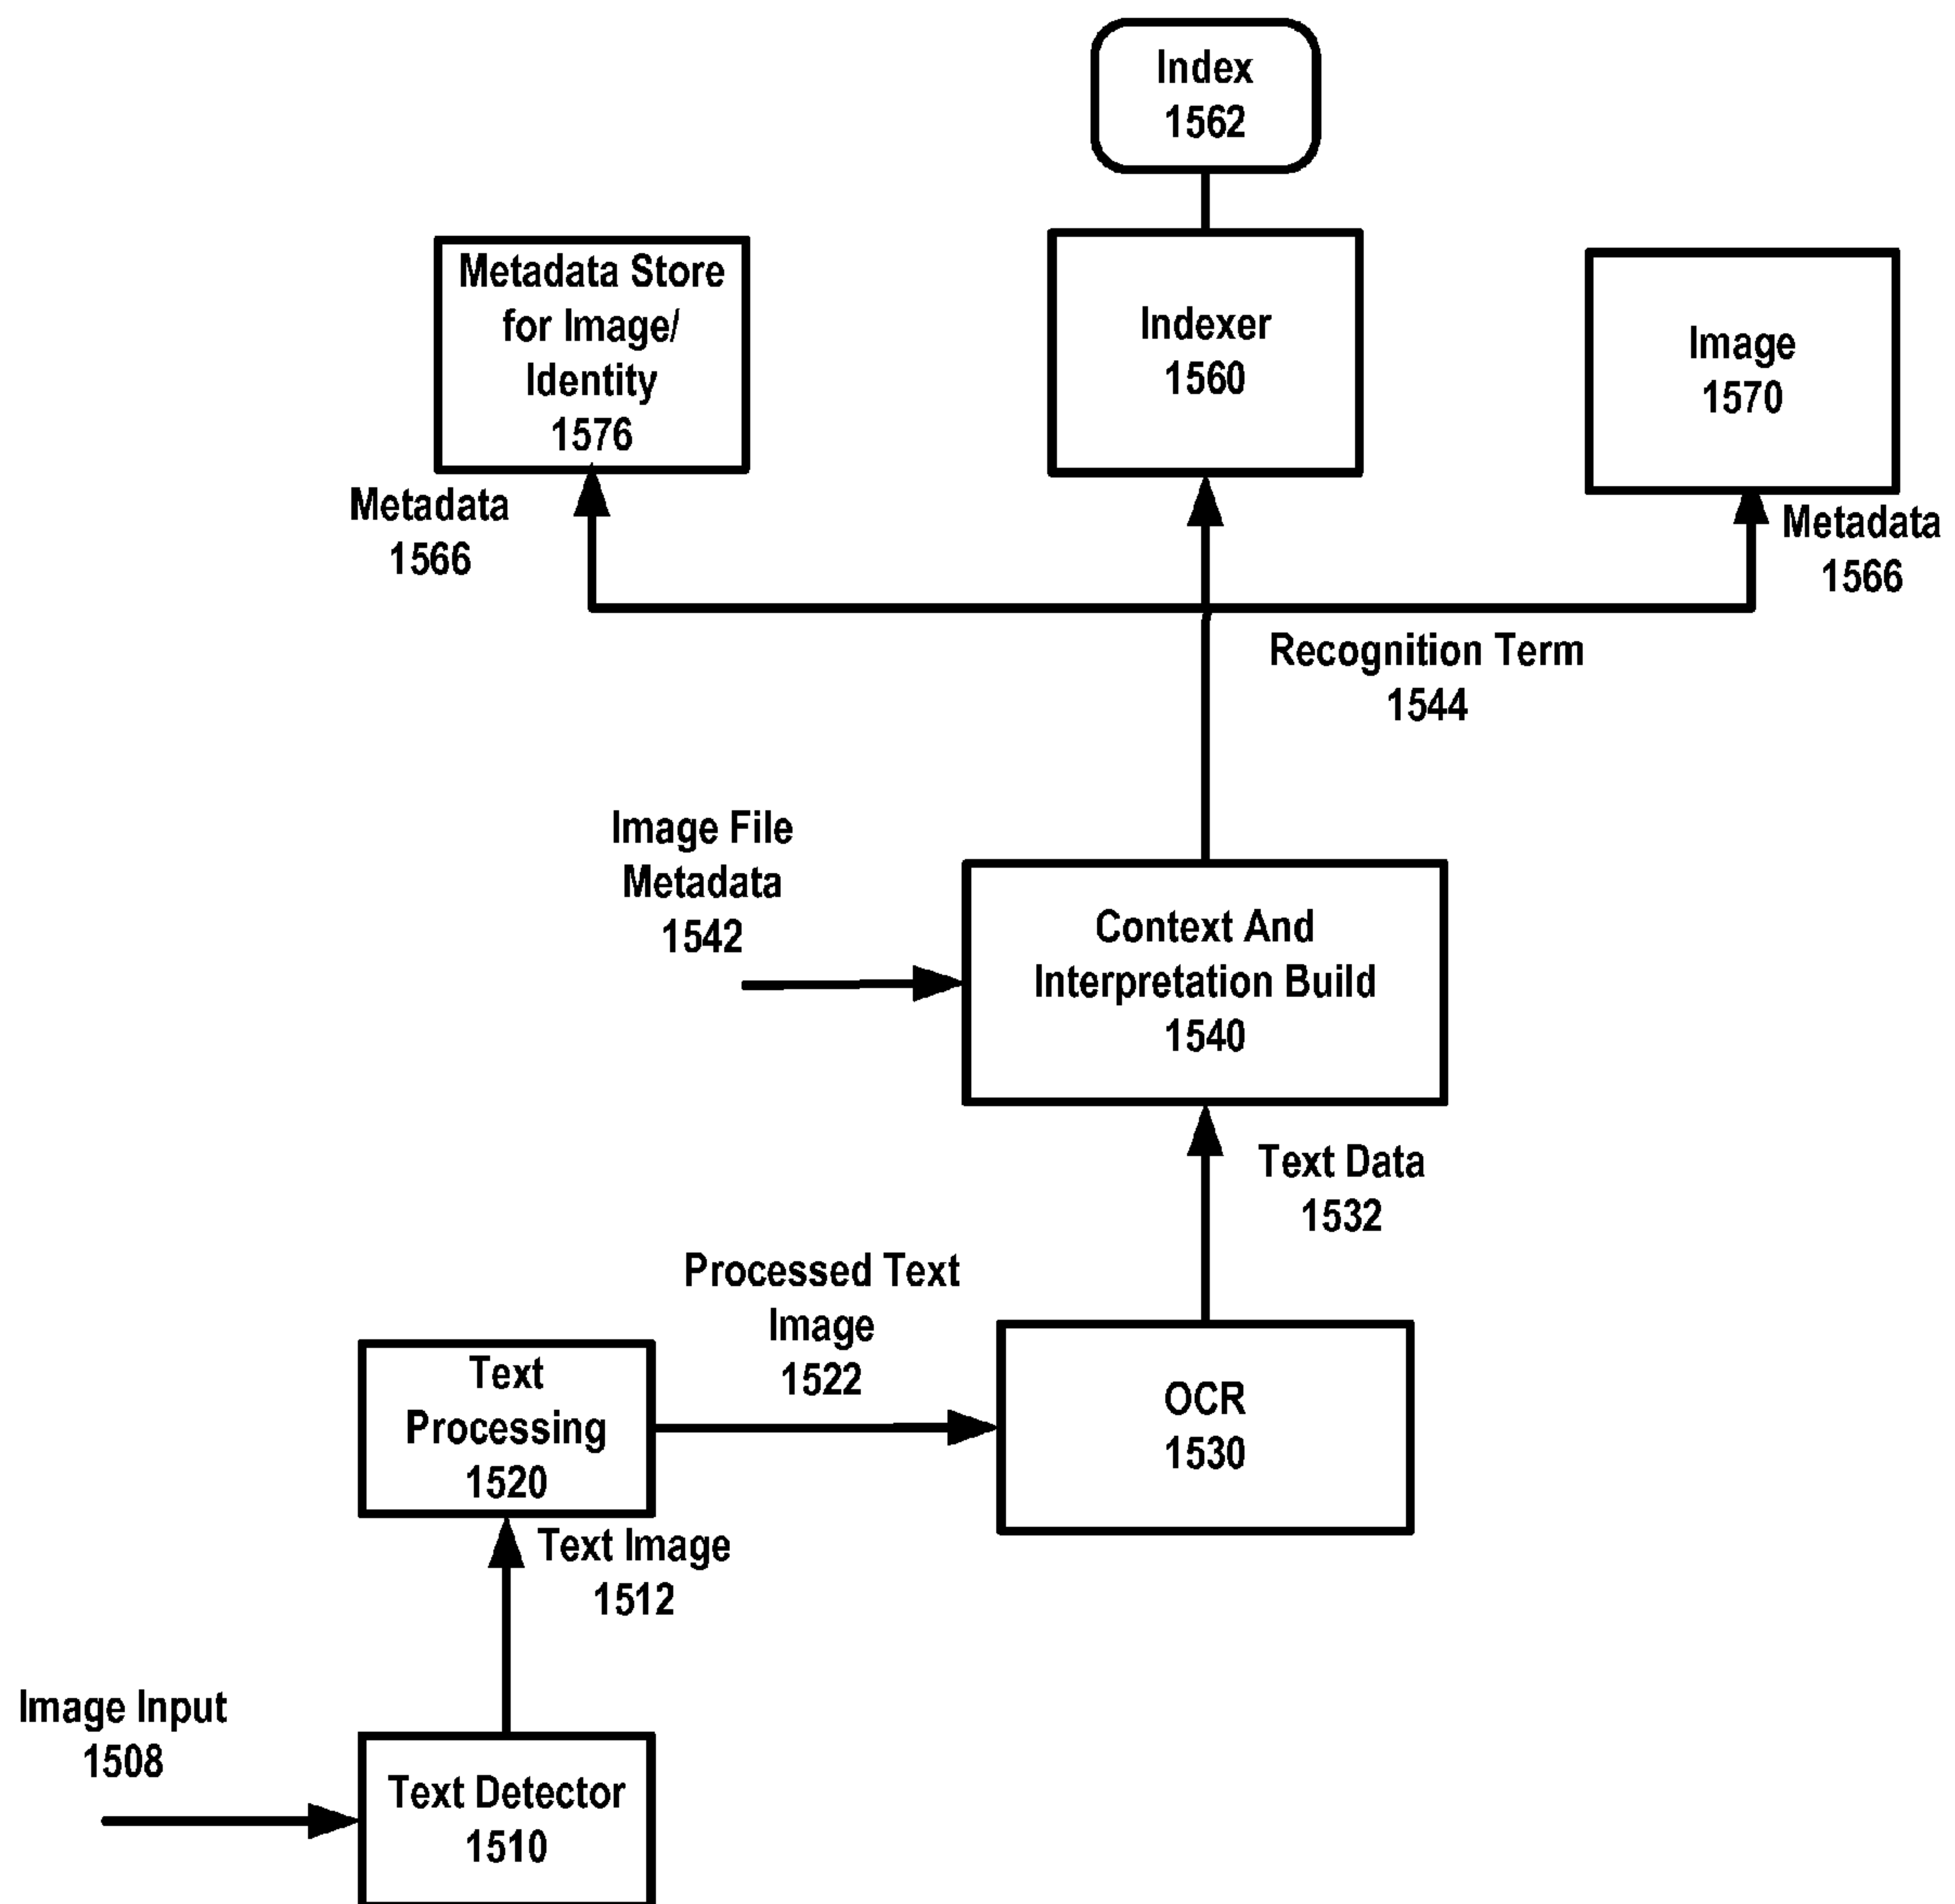 Index
1562
Metadata Store
for Image/
Identity
1576
Indexer
1560
Image
1570
Metadata
1566
Metadata
1566
Recognition Term
1544
Image File
Metadata
1542
Context And
Interpretation Build
1540
Text Data
1532
Processed Text
Image
1522
Text
Processing
1520
OCR
1530
Text Image
1512
Image Input
1508
Text Detector
1510